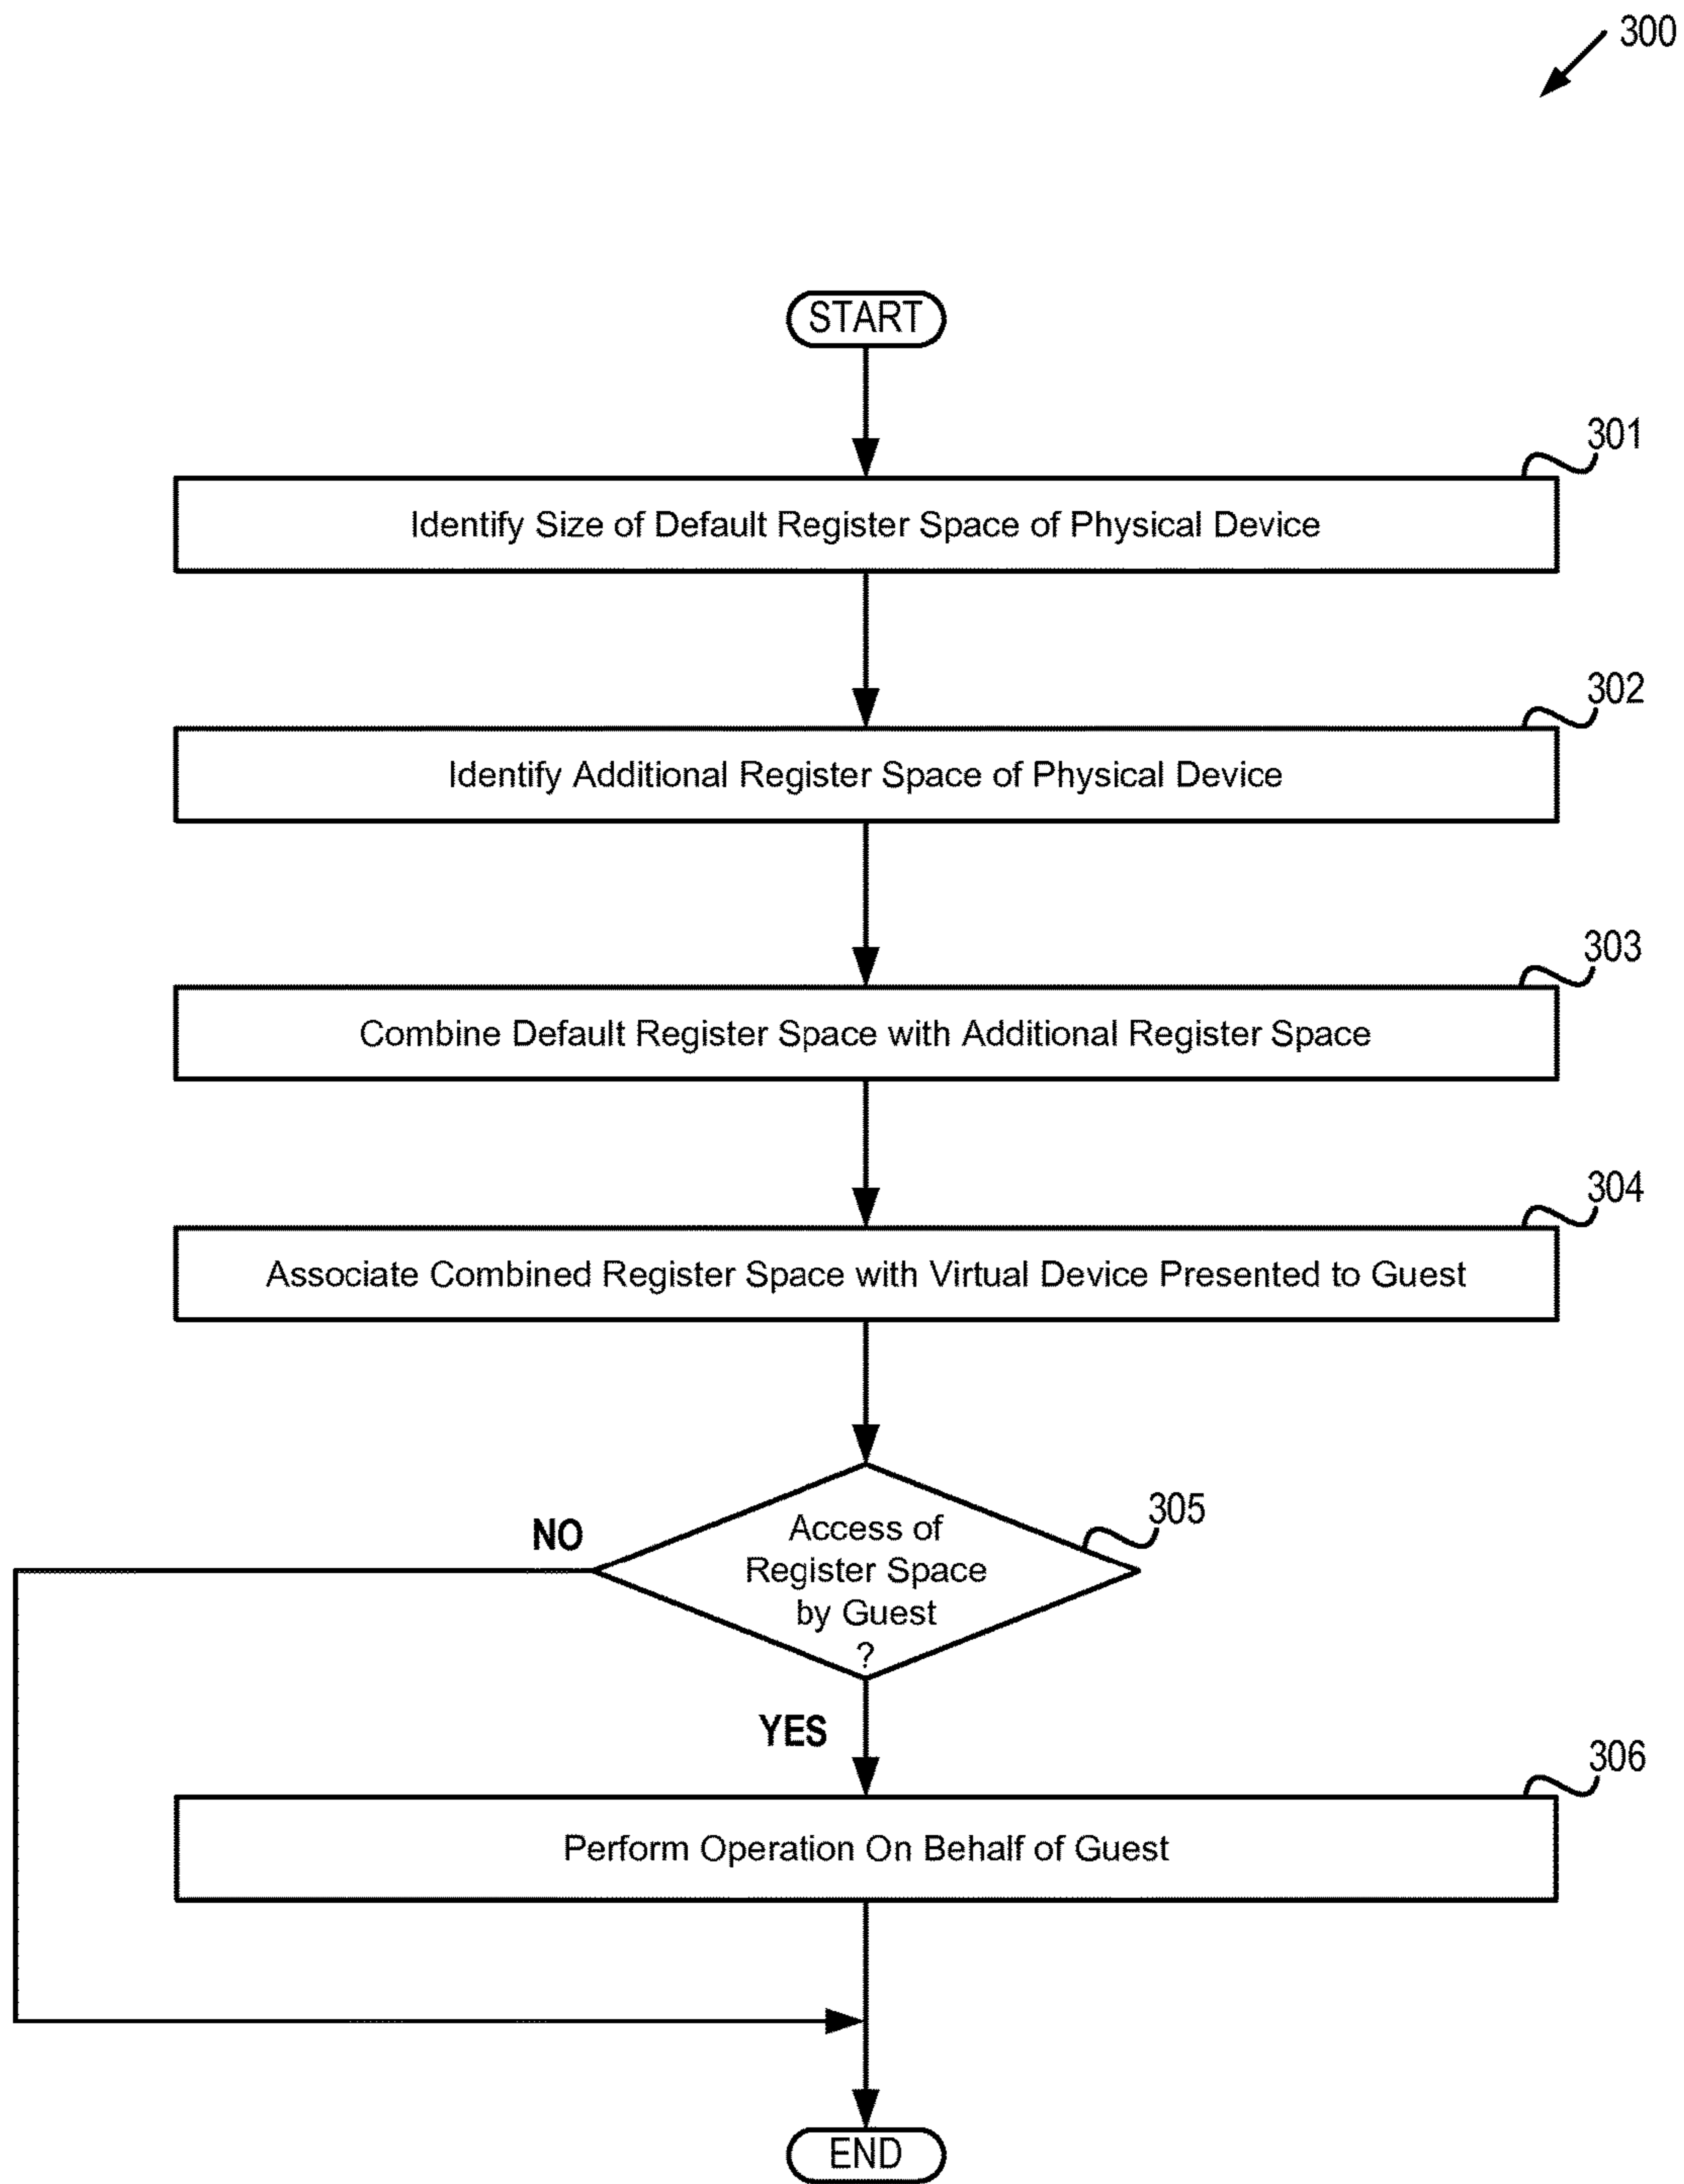 300
START
301
Identify Size of Default Register Space of Physical Device
302
Identify Additional Register Space of Physical Device
303
Combine Default Register Space with Additional Register Space
304
Associate Combined Register Space with Virtual Device Presented to Guest
305
NO
Access of
Register Space
by Guest
?
YES
306
Perform Operation On Behalf of Guest
END